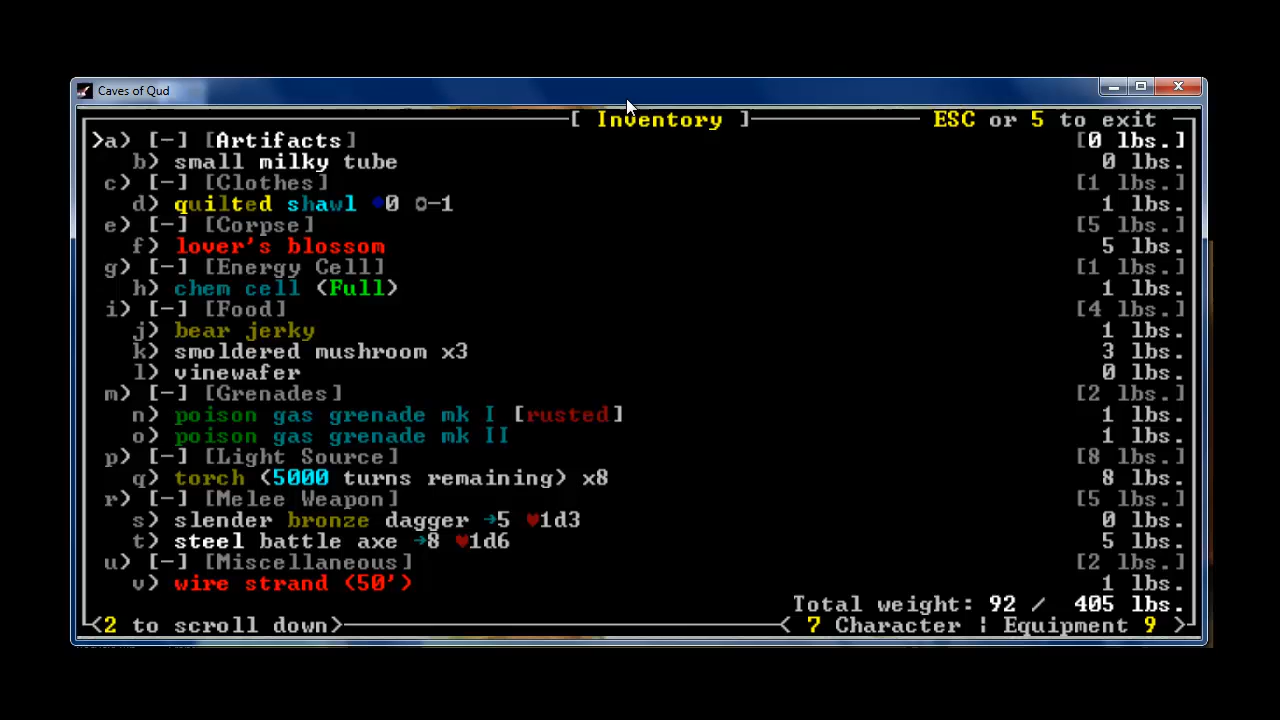 Caves of Qud
[ Inventory ] ESC or 5 to exit
>a) [-] [Artifacts] [0 lbs.]
b) small milky tube 0 lbs.
c) [-] [Clothes] [1 lbs.]
d) quilted shawl ♦0 o-1 1 lbs.
e) [-] [Corpse] [5 lbs.]
f) lover's blossom 5 lbs.
g) [-] [Energy Cell] [1 lbs.]
h) chem cell (Full) 1 lbs.
i) [-] [Food] [4 lbs.]
j) bear jerky 1 lbs.
k) smoldered mushroom x3 3 lbs.
l) vinewafer 0 lbs.
m) [-] [Grenades] [2 lbs.]
n) poison gas grenade mk I [rusted] 1 lbs.
o) poison gas grenade mk II 1 lbs.
p) [-] [Light Source] [8 lbs.]
q) torch (5000 turns remaining) x8 8 lbs.
r) [-] [Melee Weapon] [5 lbs.]
s) slender bronze dagger →5 ♥1d3 0 lbs.
t) steel battle axe →8 ♥1d6 5 lbs.
u) [-] [Miscellaneous] [2 lbs.]
v) wire strand (50') 1 lbs.
Total weight: 92 / 405 lbs.
<2 to scroll down> < 7 Character | Equipment 9 >